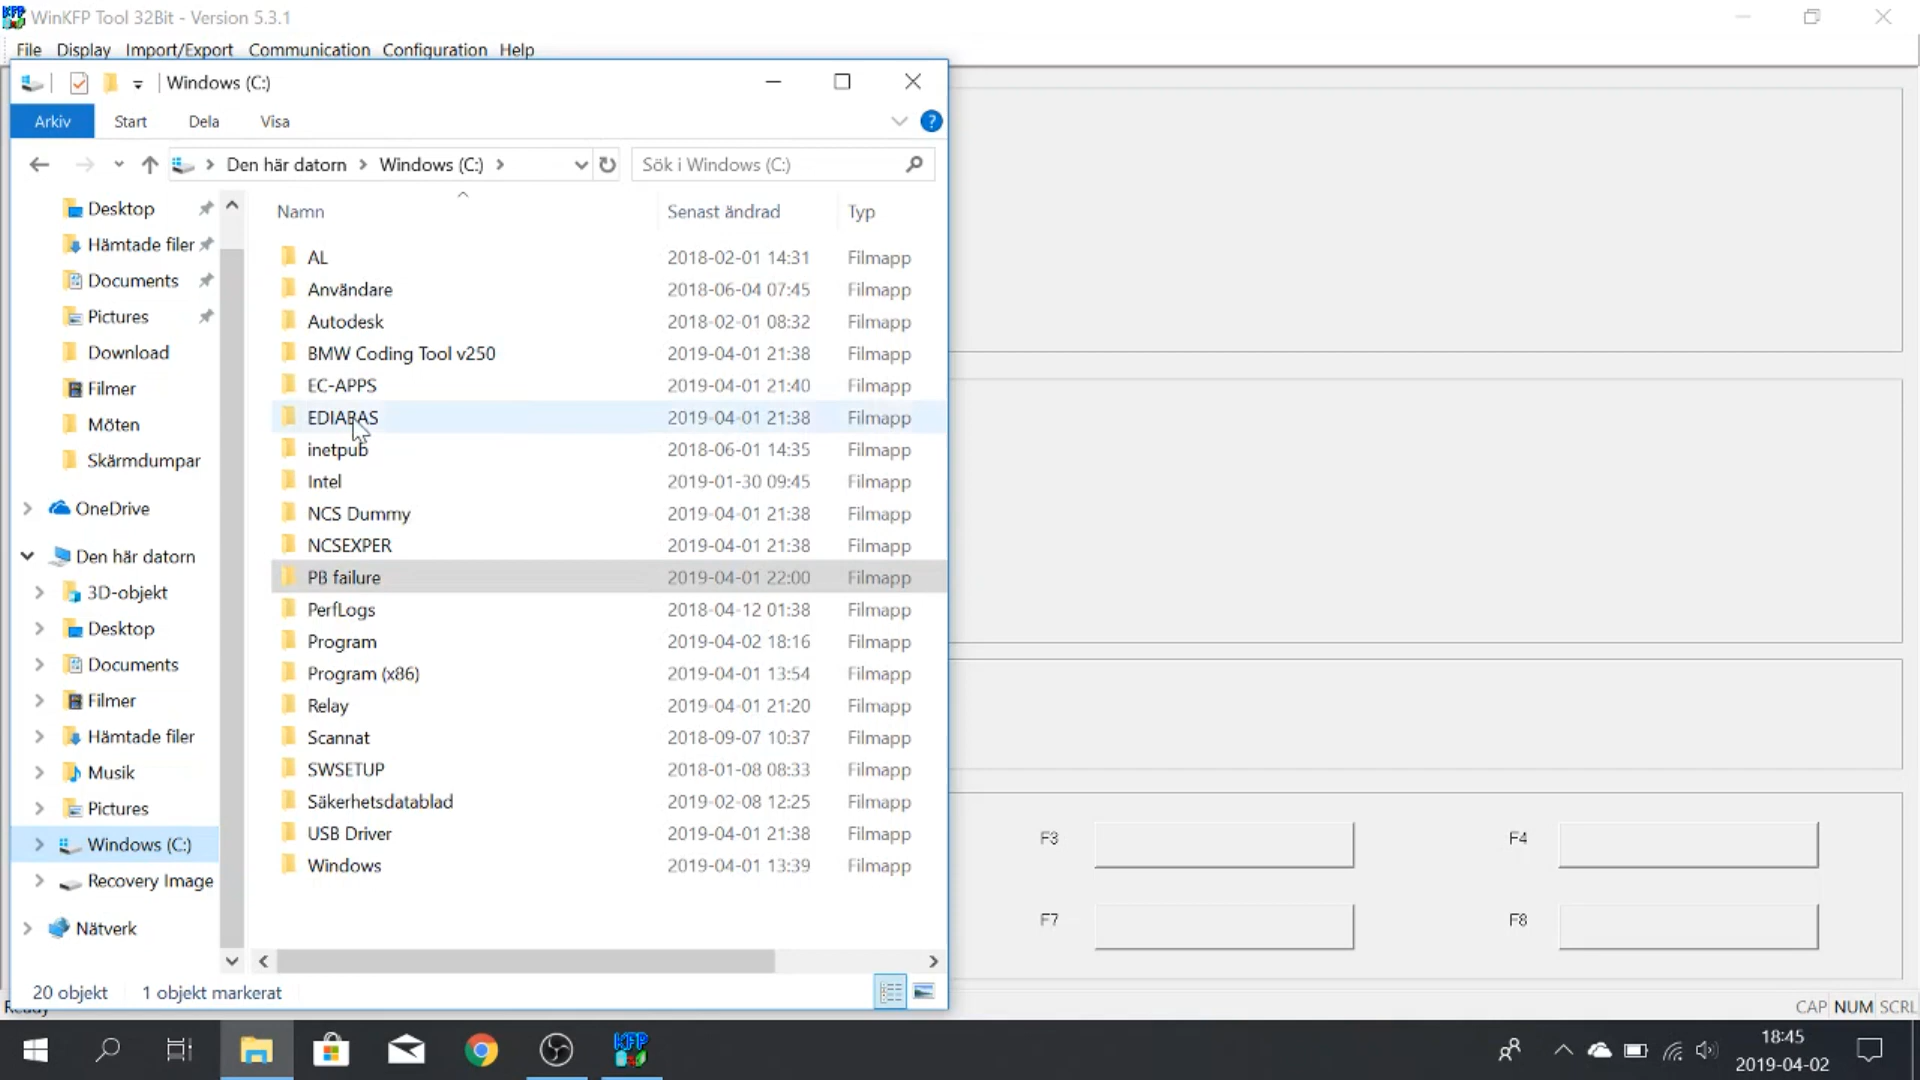 WinKFP Tool 32Bit - Version 5.3.1
File Display Import/Export Communication Configuration Help
Windows (C:)
Arkiv Start Dela Visa
Den här datorn Windows (C:) Sök i Windows (C:)
Namn Senast ändrad Typ
Desktop
Hämtade filer
Documents
Pictures
Download
Filmer
Möten
Skärmdumpar
OneDrive
Den här datorn
3D-objekt
Desktop
Documents
Filmer
Hämtade filer
Musik
Pictures
Windows (C:)
Recovery Image
Nätverk
AL 2018-02-01 14:31 Filmapp
Användare 2018-06-04 07:45 Filmapp
Autodesk 2018-02-01 08:32 Filmapp
BMW Coding Tool v250 2019-04-01 21:38 Filmapp
EC-APPS 2019-04-01 21:40 Filmapp
EDIABAS 2019-04-01 21:38 Filmapp
inetpub 2018-06-01 14:35 Filmapp
Intel 2019-01-30 09:45 Filmapp
NCS Dummy 2019-04-01 21:38 Filmapp
NCSEXPER 2019-04-01 21:38 Filmapp
PB failure 2019-04-01 22:00 Filmapp
PerfLogs 2018-04-12 01:38 Filmapp
Program 2019-04-02 18:16 Filmapp
Program (x86) 2019-04-01 13:54 Filmapp
Relay 2019-04-01 21:20 Filmapp
Scannat 2018-09-07 10:37 Filmapp
SWSETUP 2018-01-08 08:33 Filmapp
Säkerhetsdatablad 2019-02-08 12:25 Filmapp
USB Driver 2019-04-01 21:38 Filmapp
Windows 2019-04-01 13:39 Filmapp
F3 F4
F7 F8
20 objekt 1 objekt markerat
Ready CAP NUM SCRL
KFP
18:45
2019-04-02